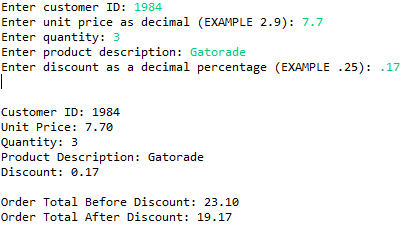 Enter customer ID: 1984
Enter unit price as decimal (EXAMPLE 2.9): 7.7
Enter quantity: 3
Enter product description: Gatorade
Enter discount as a decimal percentage (EXAMPLE .25): .17
Customer ID: 1984
Unit Price: 7.70
Quantity: 3
Product Description: Gatorade
Discount: 0.17
Order Total Before Discount: 23.10
Order Total After Discount: 19.17